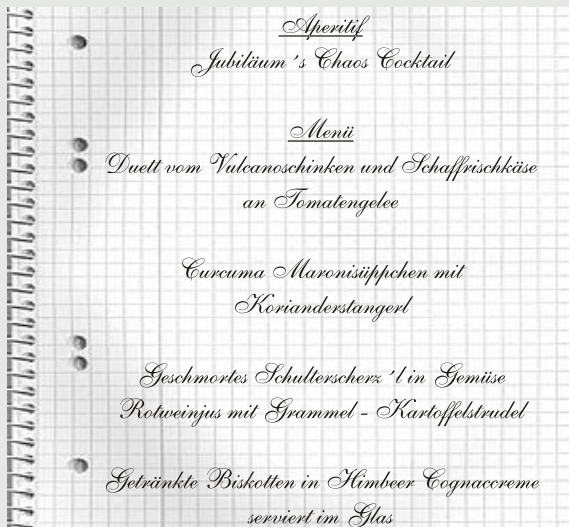 Aperitif
Jubiläum 's Chaos Cocktail
Menü
Duett vom Vulcanoschinken und Schaffrischkäse
an Tomatengelee
Curcuma Maronisüppchen mit
Korianderstangerl
Geschmortes Schulterscherz 'l in Gemüse
Rotweinjus mit Grammel - Kartoffelstrudel
Getränkte Biskotten in Himbeer Cognaccreme
serviert im Glas